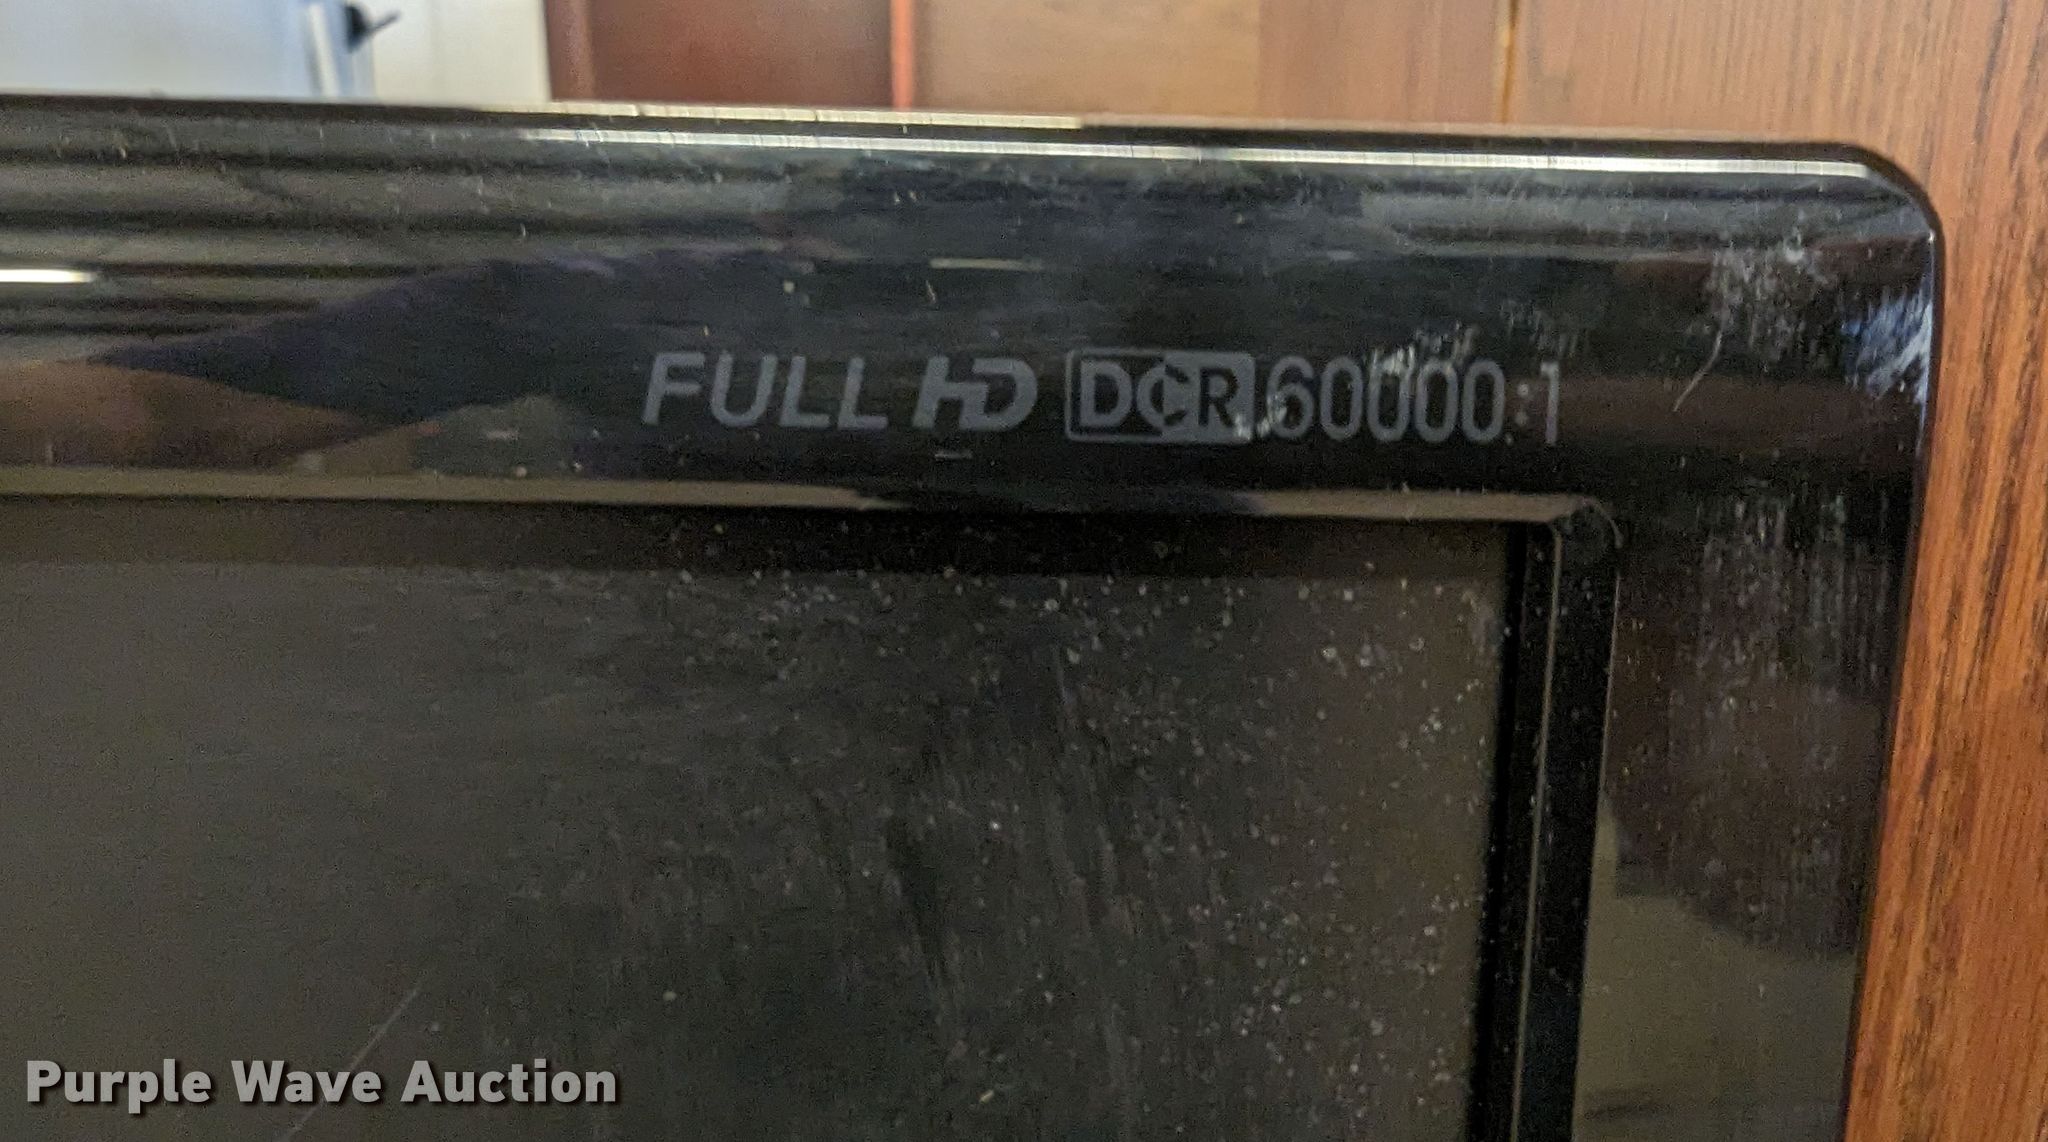 FULL HD DCR 60000:1
Purple Wave Auction